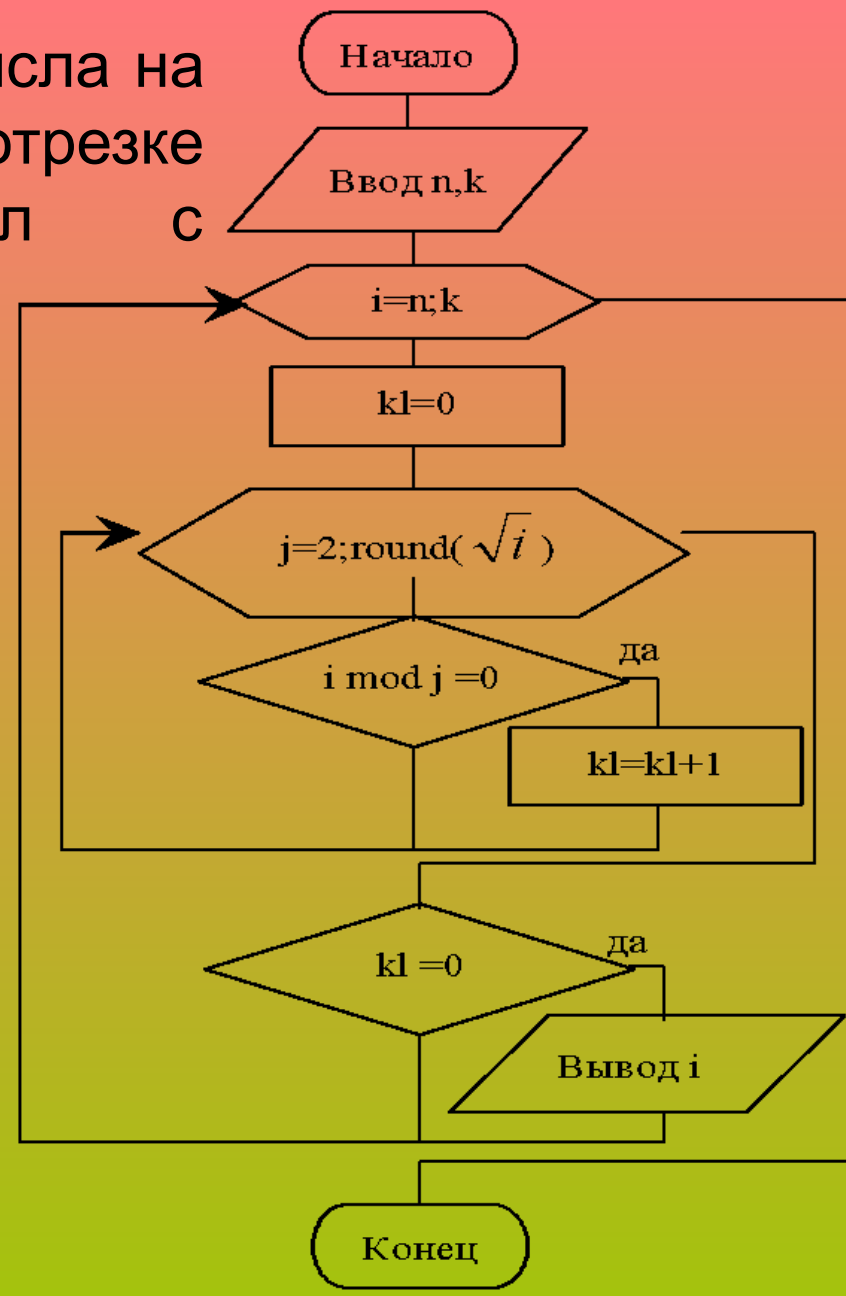 на
отрезке
с
Начало
Ввод n,k
i=n;k
kl=0
j=2;round( √i )
i mod j =0
да
kl=kl+1
kl =0
да
Вывод i
Конец